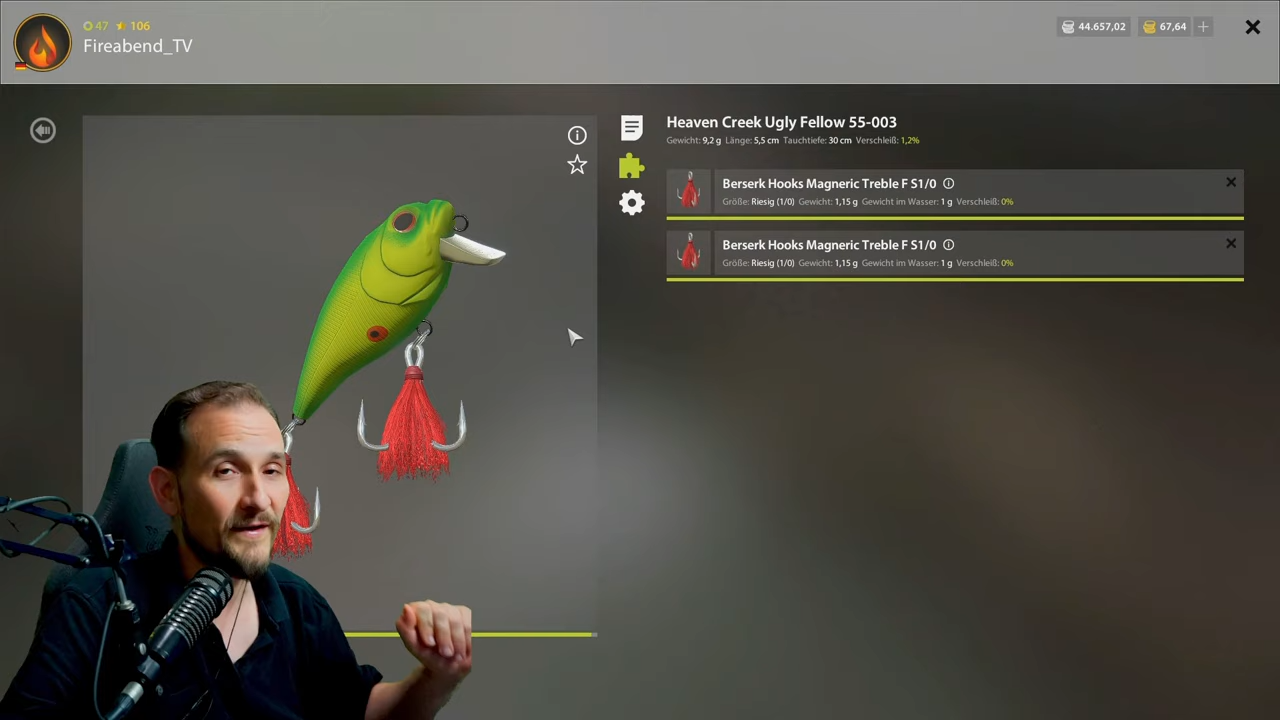 47 106
Fireabend_TV
44.657,02
67,64
Heaven Creek Ugly Fellow 55-003
Gewicht: 9,2 g Länge: 5,5 cm Tauchtiefe: 30 cm Verschleiß: 1,2%
Berserk Hooks Magneric Treble F S1/0
Größe: Riesig (1/0) Gewicht: 1,15 g Gewicht im Wasser: 1 g Verschleiß: 0%
Berserk Hooks Magneric Treble F S1/0
Größe: Riesig (1/0) Gewicht: 1,15 g Gewicht im Wasser: 1 g Verschleiß: 0%